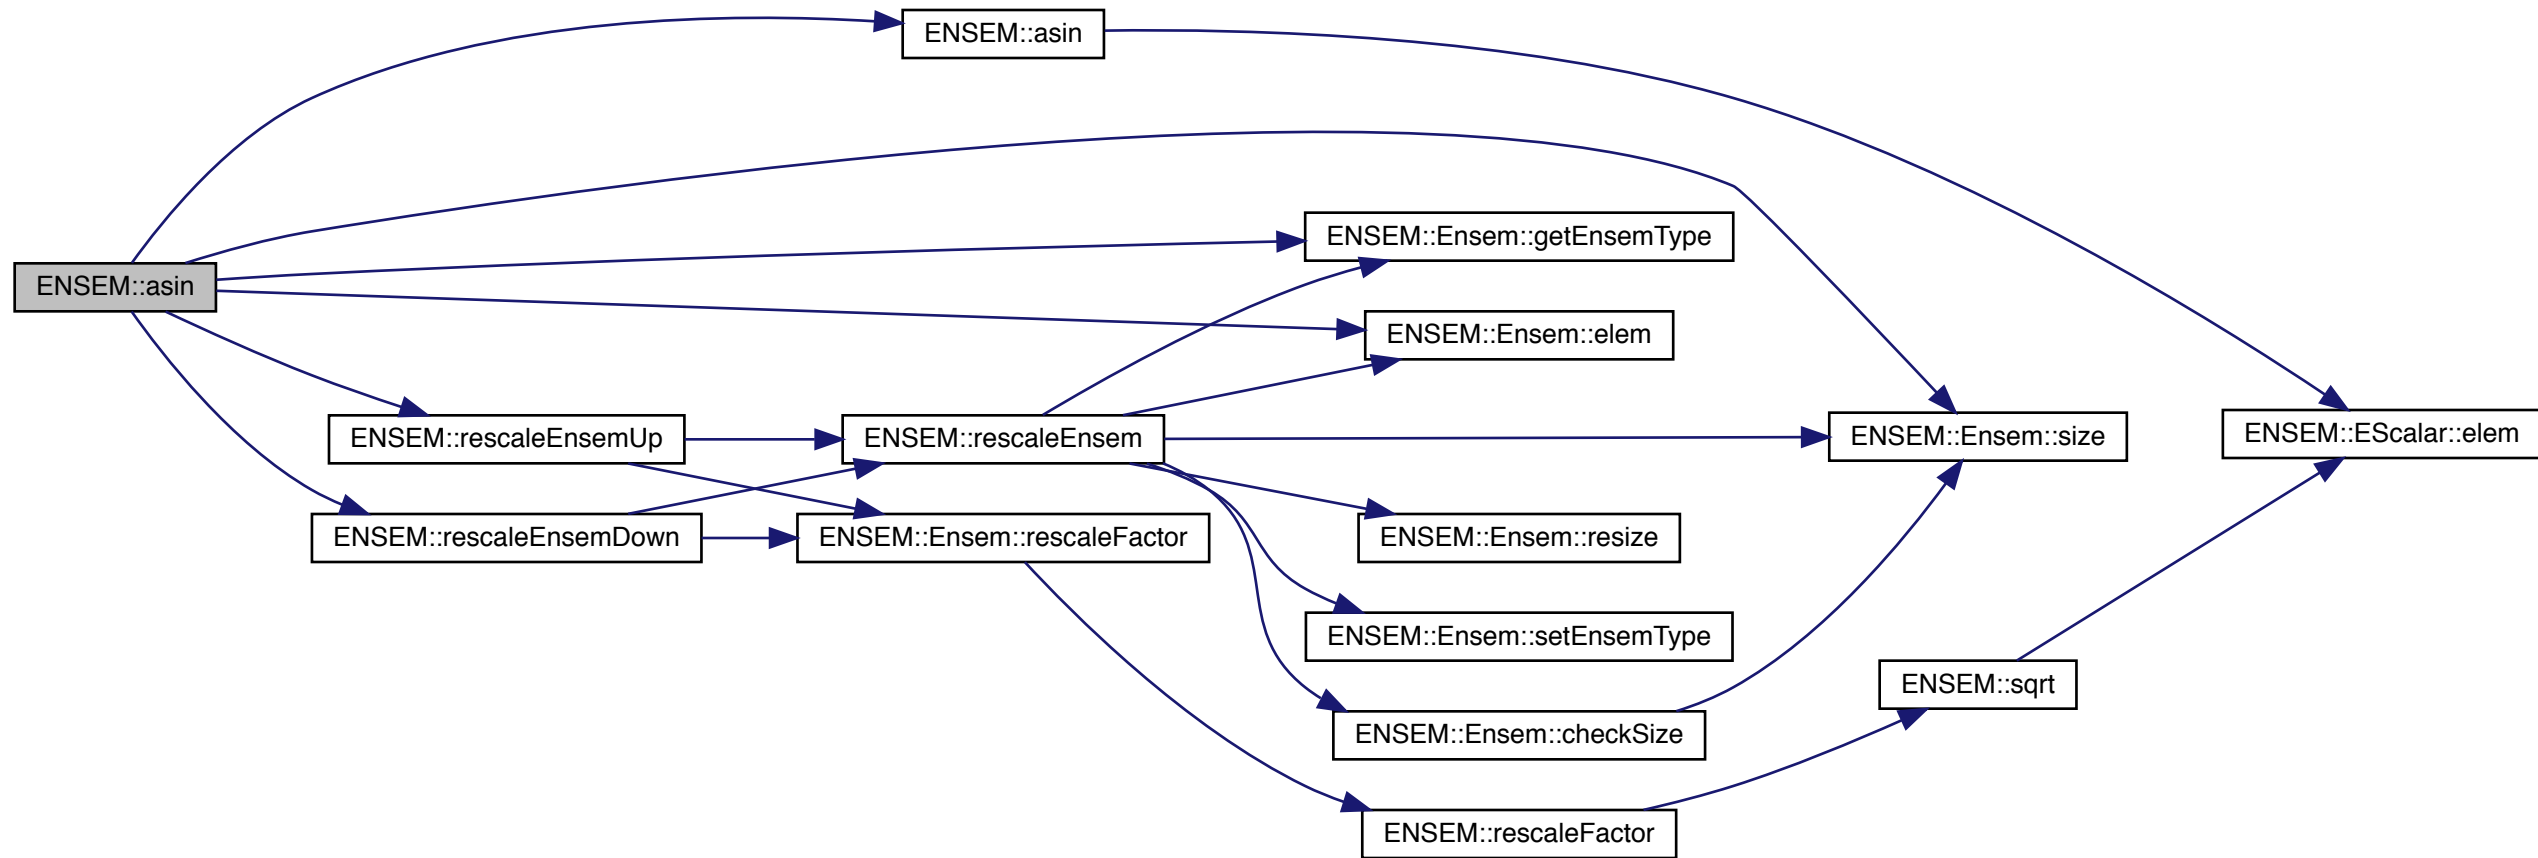 ENSEM::asin
ENSEM::asin
ENSEM::Ensem::getEnsemType
ENSEM::Ensem::elem
ENSEM::rescaleEnsemUp
ENSEM::rescaleEnsem
ENSEM::Ensem::size
ENSEM::EScalar::elem
ENSEM::rescaleEnsemDown
ENSEM::Ensem::rescaleFactor
ENSEM::Ensem::resize
ENSEM::Ensem::setEnsemType
ENSEM::sqrt
ENSEM::Ensem::checkSize
ENSEM::rescaleFactor